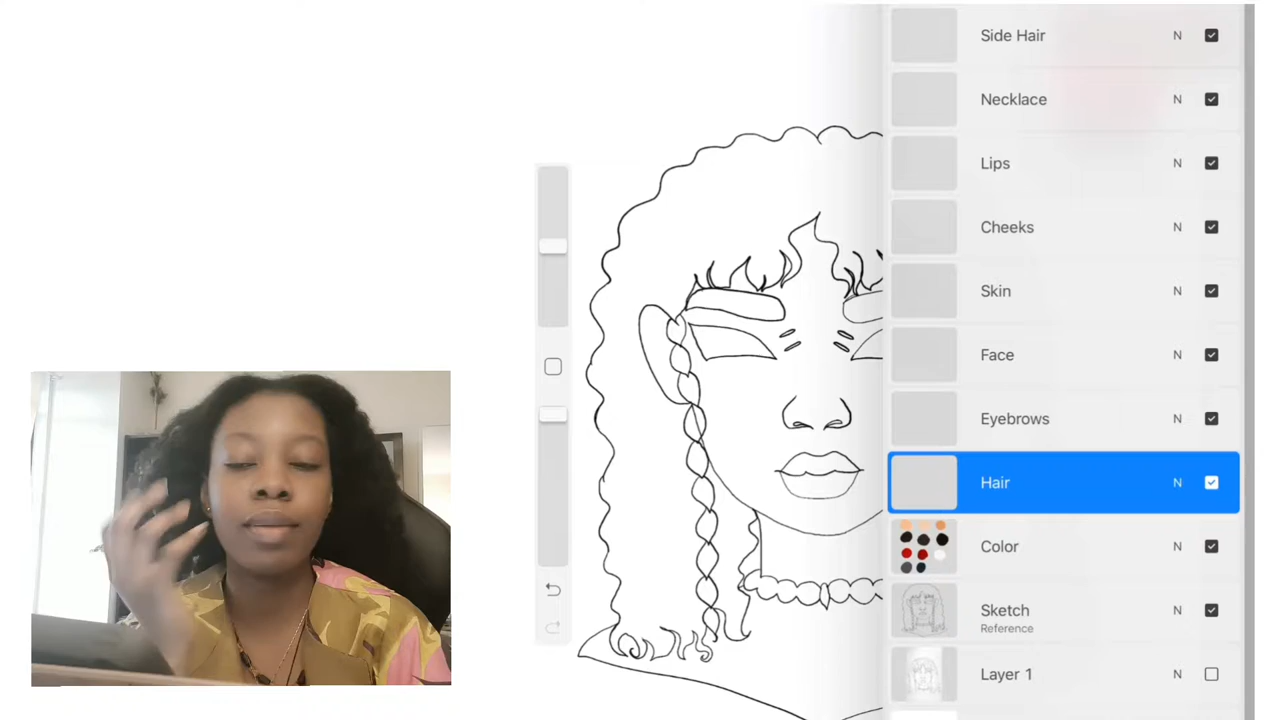 Side Hair N
Necklace N
Lips N
Cheeks N
Skin N
Face N
Eyebrows N
Hair N
Color N
Sketch N
Reference
Layer 1 N